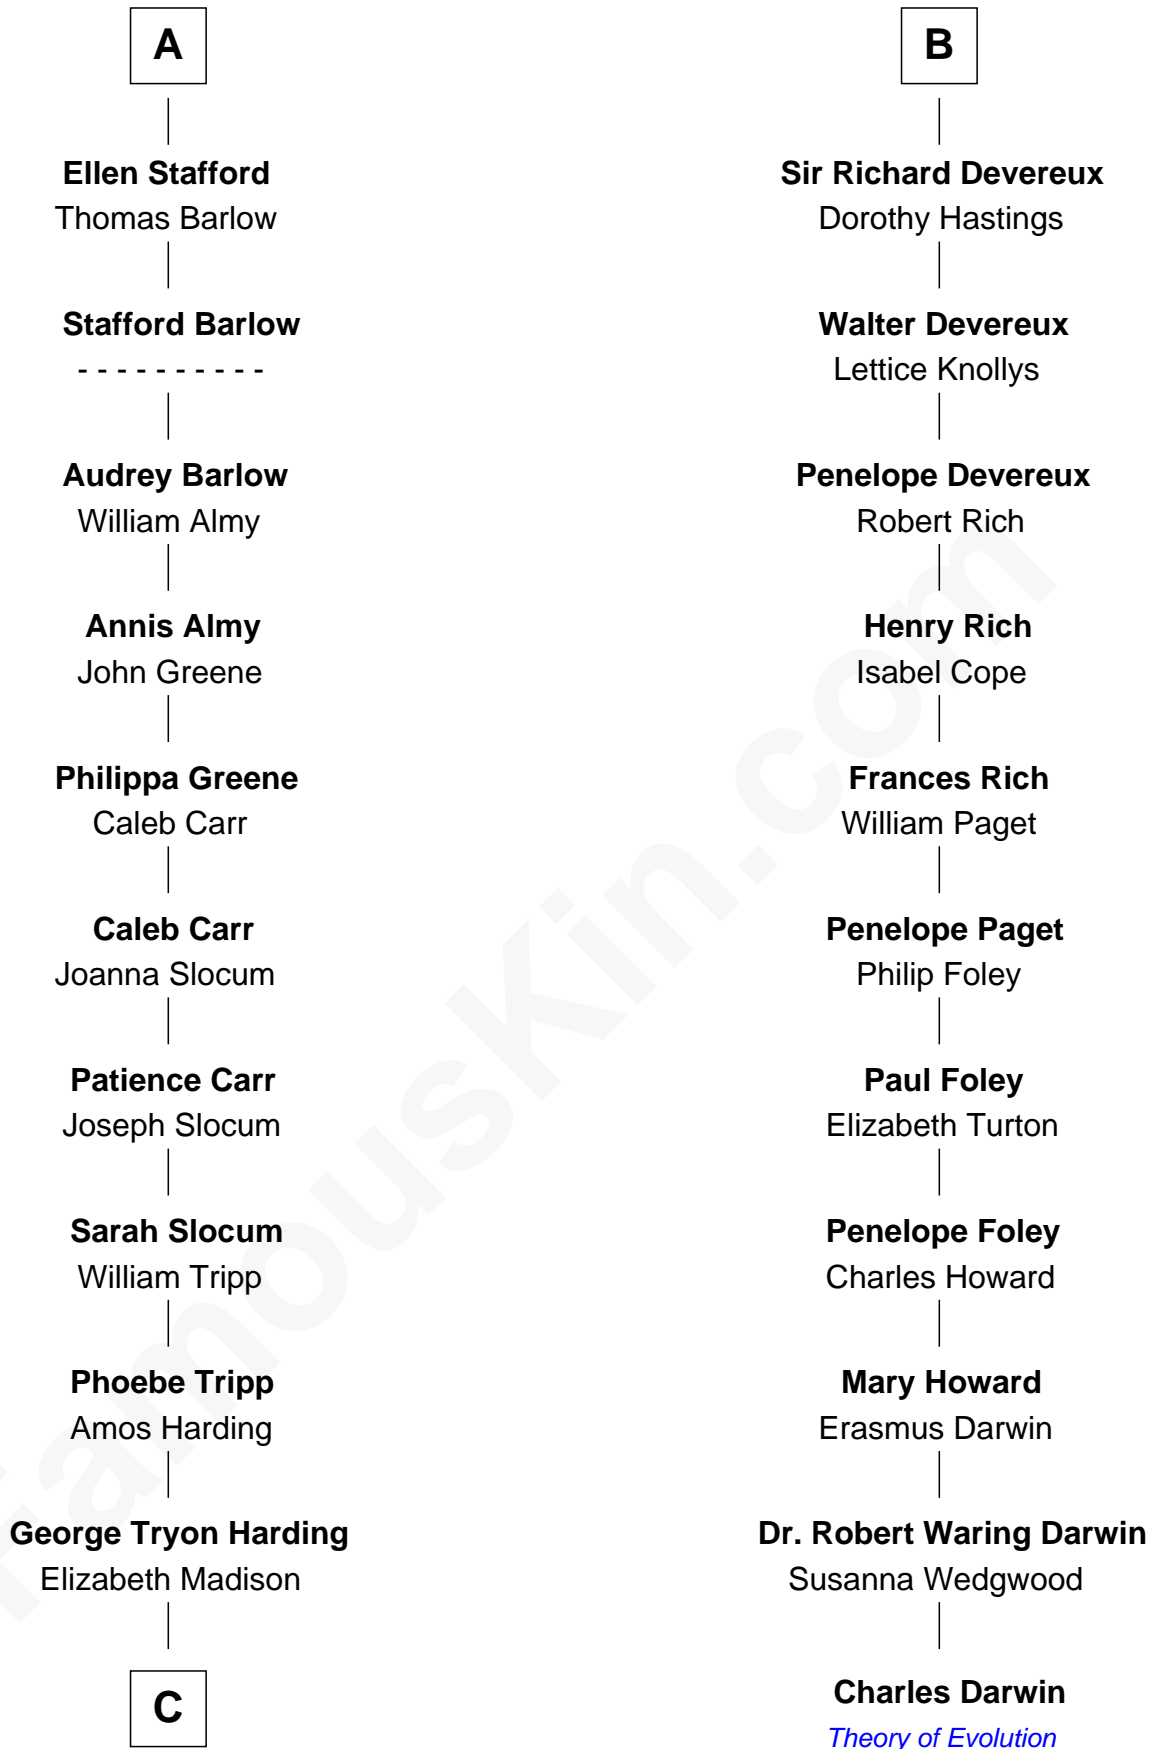 A
Ellen Stafford
Thomas Barlow
Stafford Barlow
- - - - - - - - - -
Audrey Barlow
William Almy
Annis Almy
John Greene
Philippa Greene
Caleb Carr
Caleb Carr
Joanna Slocum
Patience Carr
Joseph Slocum
Sarah Slocum
William Tripp
Phoebe Tripp
Amos Harding
George Tryon Harding
Elizabeth Madison
C
B
Sir Richard Devereux
Dorothy Hastings
Walter Devereux
Lettice Knollys
Penelope Devereux
Robert Rich
Henry Rich
Isabel Cope
Frances Rich
William Paget
Penelope Paget
Philip Foley
Paul Foley
Elizabeth Turton
Penelope Foley
Charles Howard
Mary Howard
Erasmus Darwin
Dr. Robert Waring Darwin
Susanna Wedgwood
Charles Darwin
Theory of Evolution
FamousKin.com